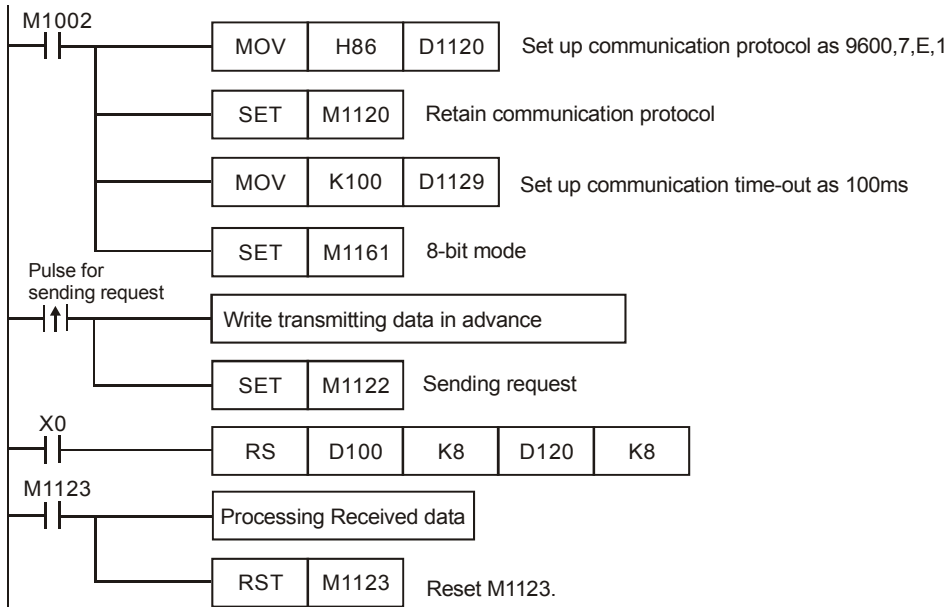 M1002
MOV H86 D1120 Set up communication protocol as 9600,7,E,1
SET M1120 Retain communication protocol
MOV K100 D1129 Set up communication time-out as 100ms
SET M1161 8-bit mode
Pulse for
sending request
Write transmitting data in advance
SET M1122 Sending request
X0
RS D100 K8 D120 K8
M1123
Processing Received data
RST M1123 Reset M1123.